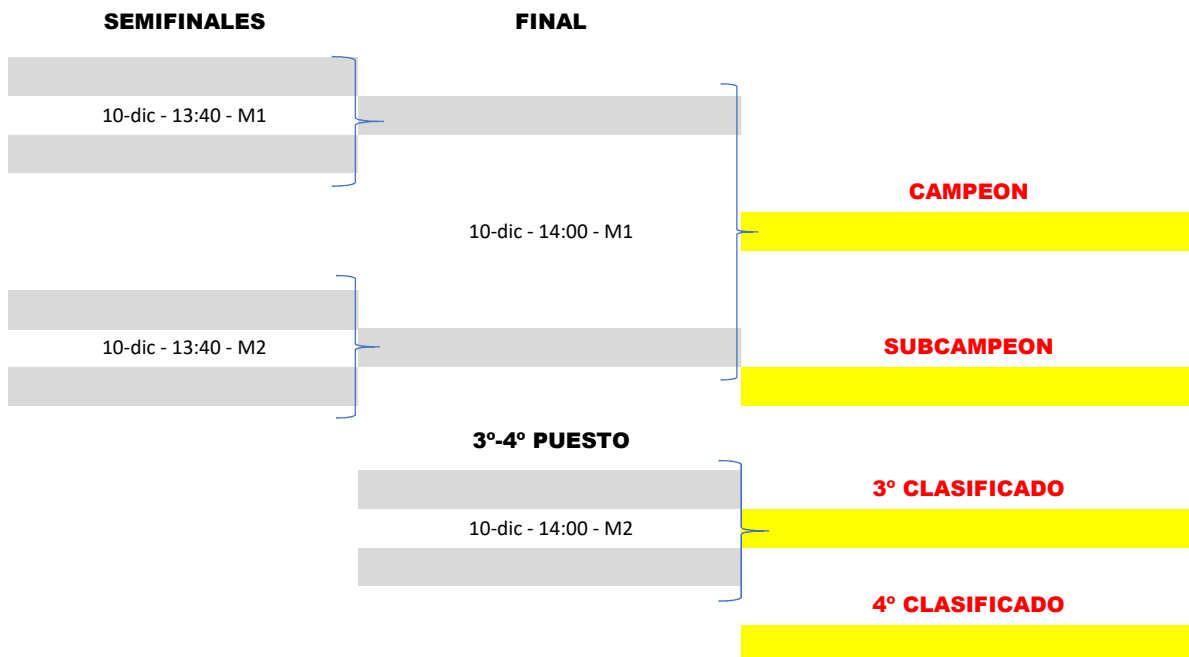 SEMIFINALES
FINAL
10-dic - 13:40 - M1
CAMPEON
10-dic - 14:00 - M1
10-dic - 13:40 - M2
SUBCAMPEON
3º-4º PUESTO
3º CLASIFICADO
10-dic - 14:00 - M2
4º CLASIFICADO